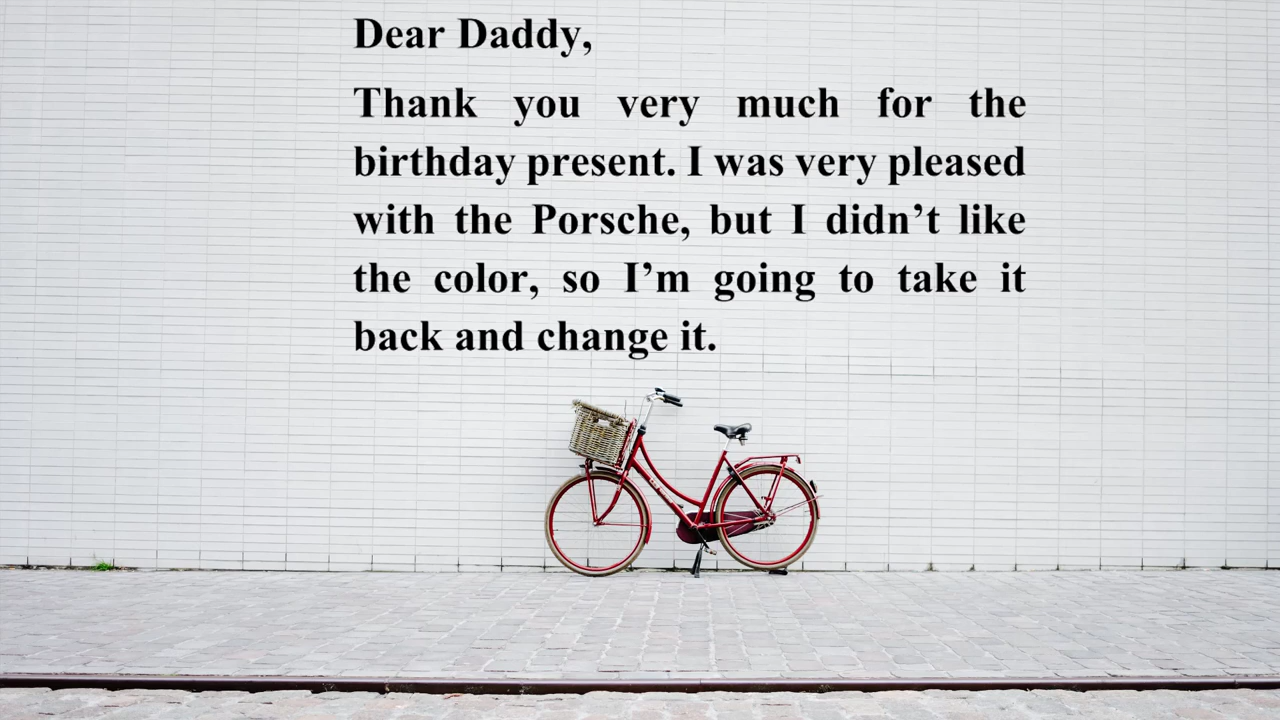 Dear Daddy,
Thank you very much for the
birthday present. I was very pleased
with the Porsche, but I didn’t like
the color, so I’m going to take it
back and change it.